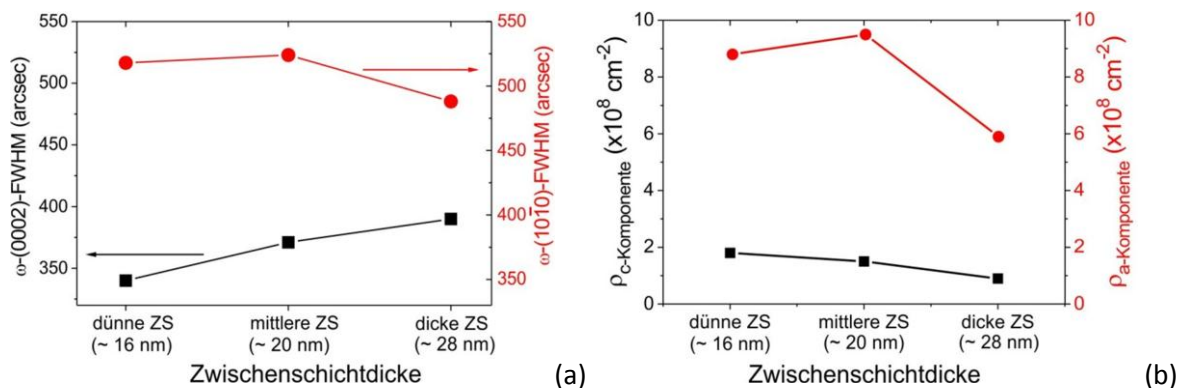 ω-(0002)-FWHM (arcsec)
550
500
450
400
350
550
500
450
400
350
ω-(101̄0)-FWHM (arcsec)
dünne ZS
(~ 16 nm)
mittlere ZS
(~ 20 nm)
dicke ZS
(~ 28 nm)
Zwischenschichtdicke
(a)
ρc-Komponente (x10⁸ cm⁻²)
10
8
6
4
2
0
10
8
6
4
2
0
ρa-Komponente (x10⁸ cm⁻²)
dünne ZS
(~ 16 nm)
mittlere ZS
(~ 20 nm)
dicke ZS
(~ 28 nm)
Zwischenschichtdicke
(b)